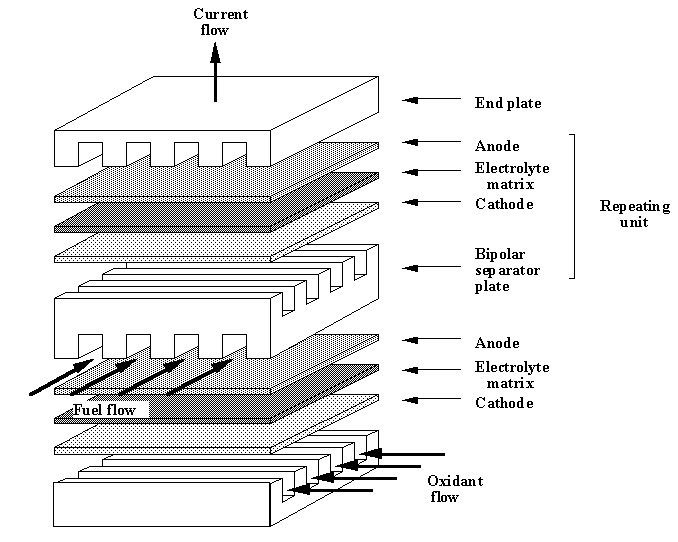 Current
flow
End plate
Anode
Electrolyte
matrix
Cathode
Repeating
unit
Bipolar
separator
plate
Anode
Electrolyte
matrix
Cathode
Fuel flow
Oxidant
flow